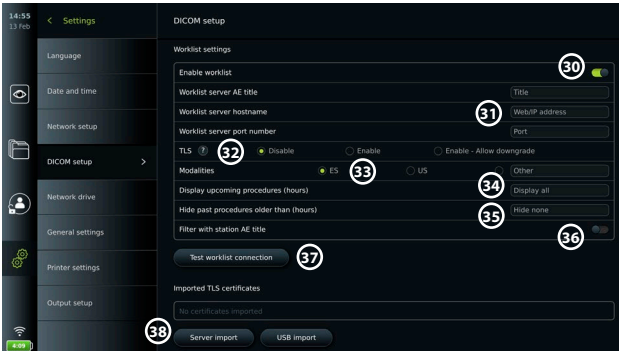 14:55
13 Feb
< Settings
DICOM setup
Language
Date and time
Network setup
DICOM setup >
Network drive
General settings
Printer settings
Output setup
4:09
Worklist settings
Enable worklist 30
Worklist server AE title Title
Worklist server hostname 31 Web/IP address
Worklist server port number Port
TLS ? 32 Disable Enable Enable - Allow downgrade
Modalities ES 33 US Other
Display upcoming procedures (hours) 34 Display all
Hide past procedures older than (hours) 35 Hide none
Filter with station AE title 36
Test worklist connection 37
Imported TLS certificates
No certificates imported
38 Server import USB import